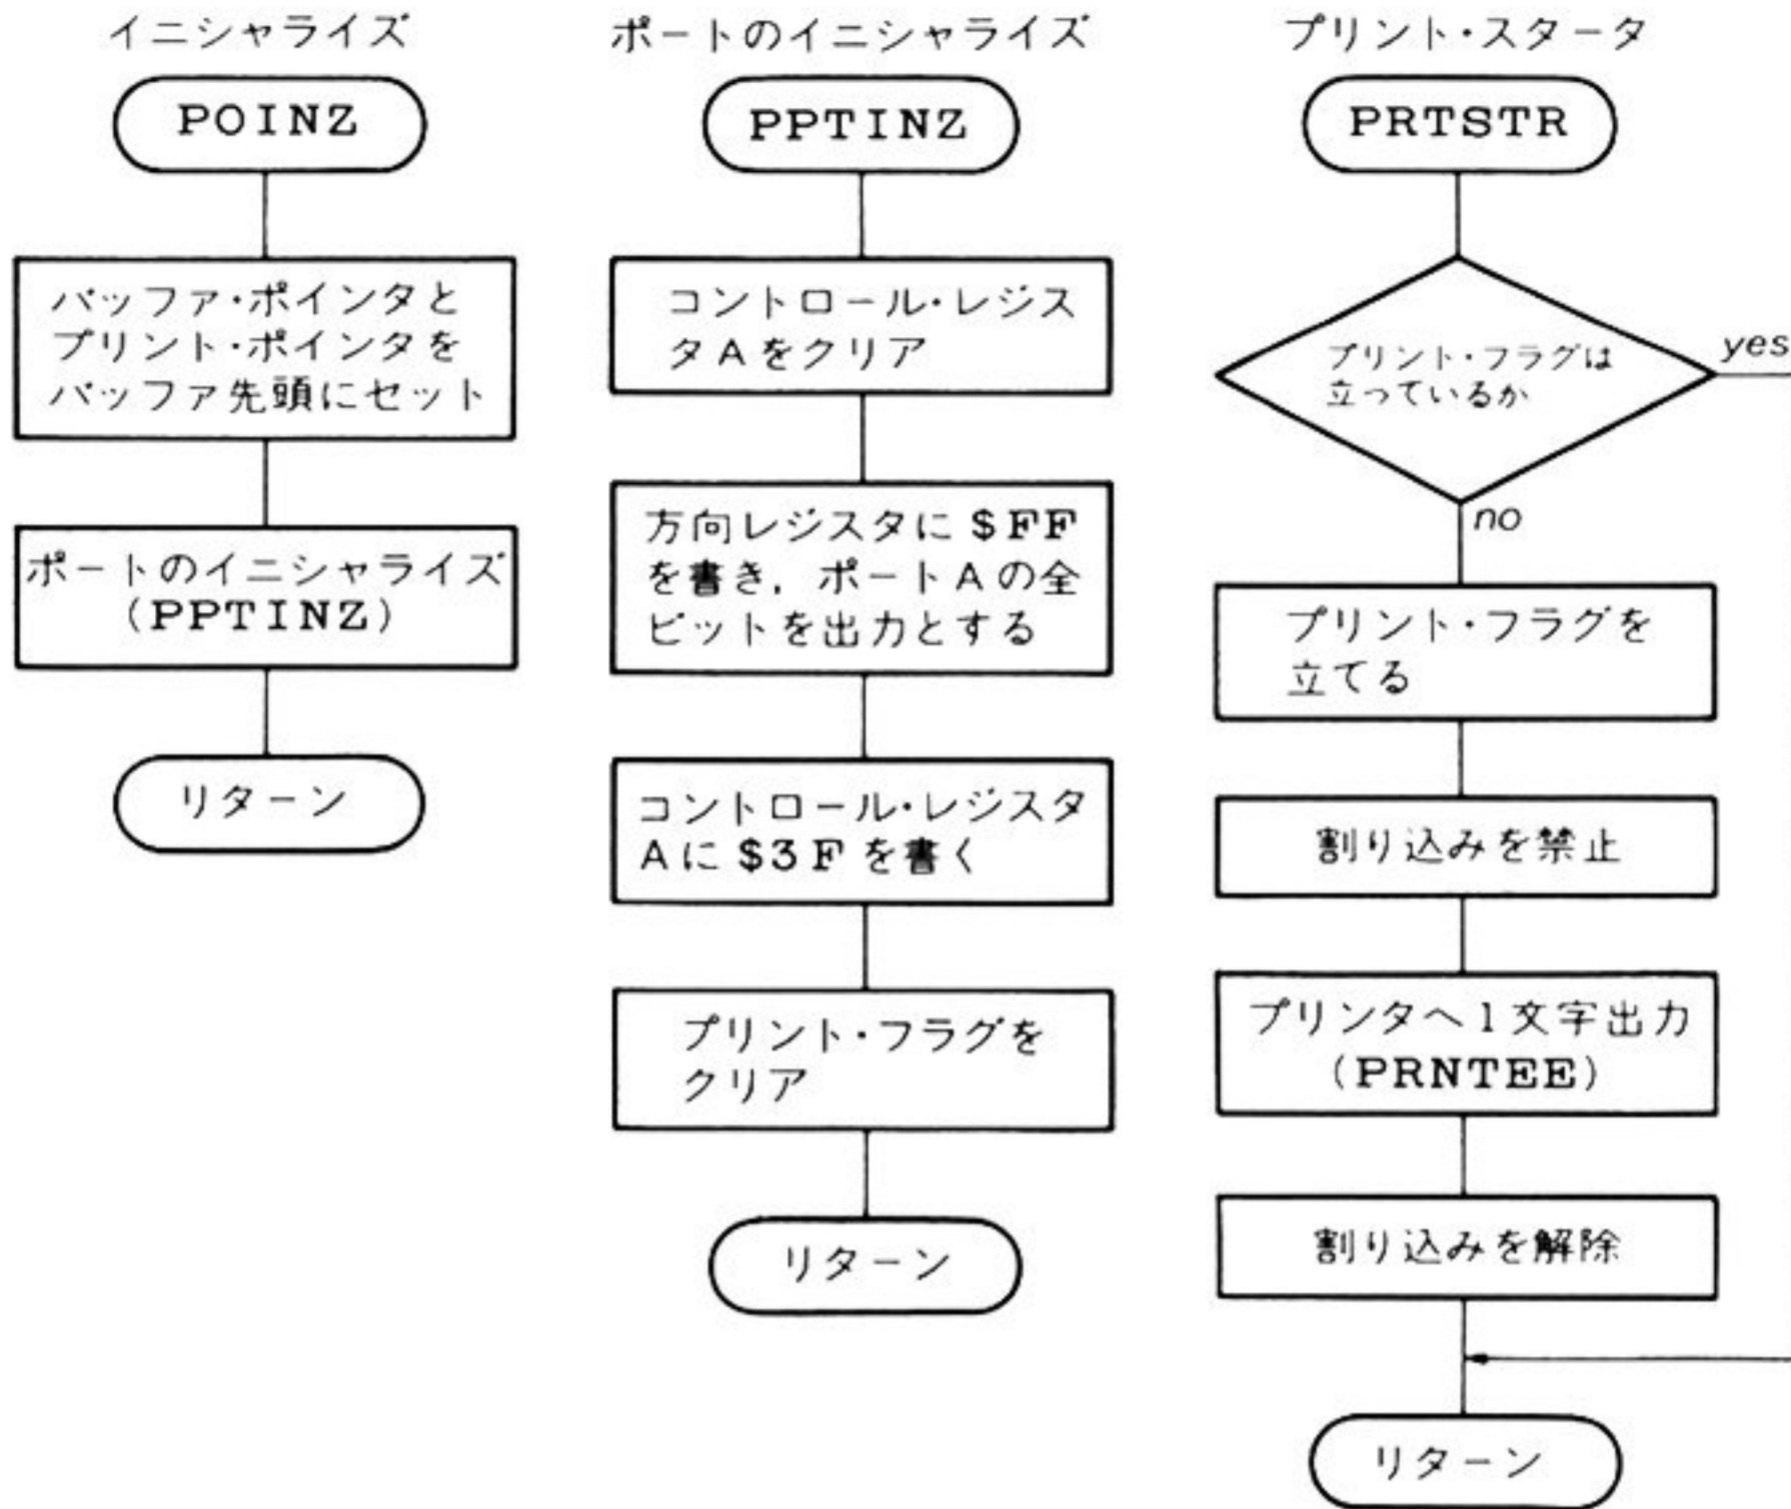 イニシャライズ
POINZ
バッファ・ポインタと
プリント・ポインタを
バッファ先頭にセット
ポートのイニシャライズ
(PPTINZ)
リターン
ポートのイニシャライズ
PPTINZ
コントロール・レジス
タAをクリア
方向レジスタに $FF
を書き，ポートAの全
ビットを出力とする
コントロール・レジスタ
Aに $3F を書く
プリント・フラグを
クリア
リターン
プリント・スタータ
PRTSTR
プリント・フラグは
立っているか
yes
no
プリント・フラグを
立てる
割り込みを禁止
プリンタへ1文字出力
(PRNTEE)
割り込みを解除
リターン